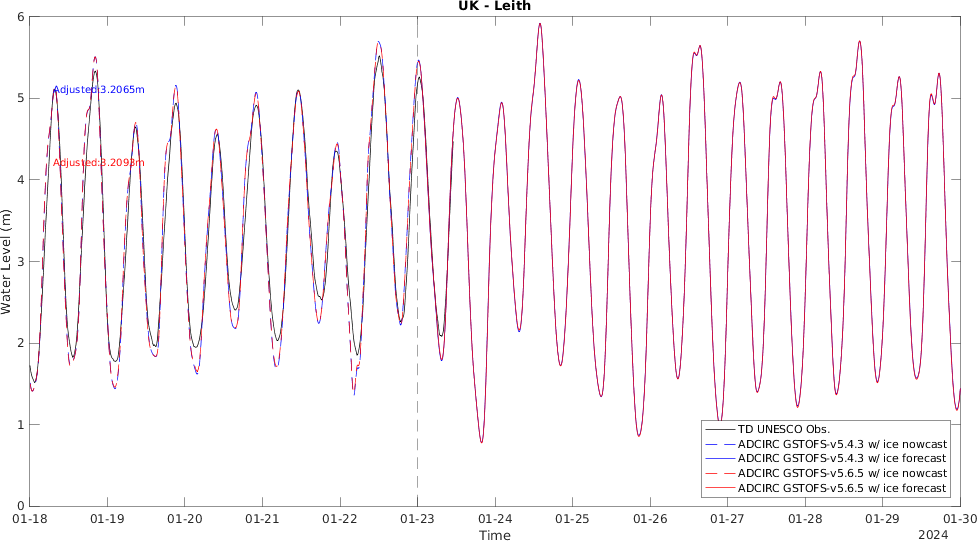 UK - Leith
6
5
4
3
2
1
0
Water Level (m)
Adjusted:3.2065m
Adjusted:3.2093m
TD UNESCO Obs.
ADCIRC GSTOFS-v5.4.3 w/ ice nowcast
ADCIRC GSTOFS-v5.4.3 w/ ice forecast
ADCIRC GSTOFS-v5.6.5 w/ ice nowcast
ADCIRC GSTOFS-v5.6.5 w/ ice forecast
01-18 01-19 01-20 01-21 01-22 01-23 01-24 01-25 01-26 01-27 01-28 01-29 01-30
Time
2024